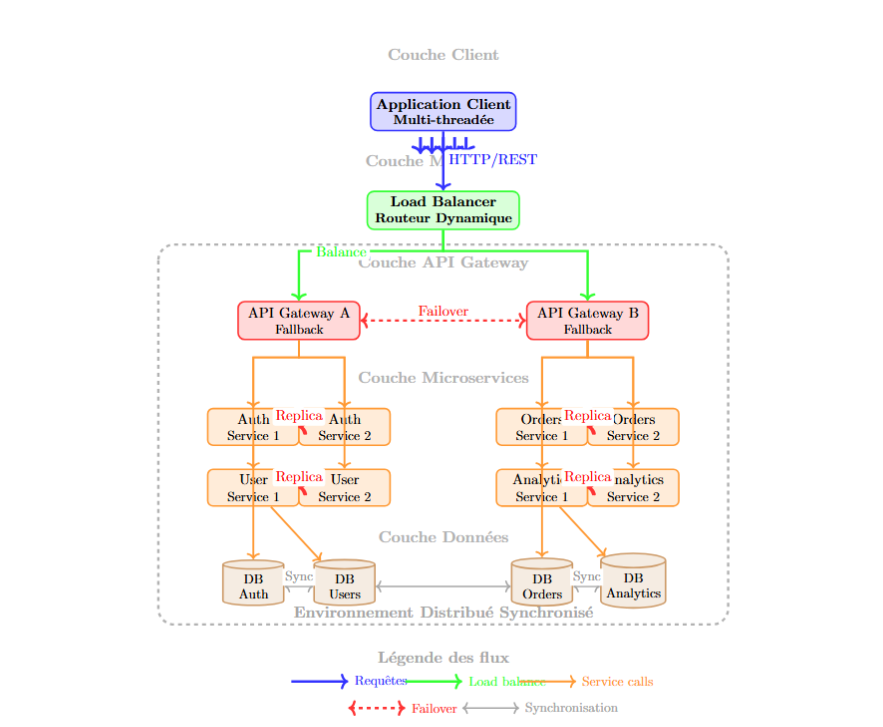 Couche Client
Application Client
Multi-threadée
Couche M
HTTP/REST
Load Balancer
Routeur Dynamique
Balance
Couche API Gateway
API Gateway A
Fallback
Failover
API Gateway B
Fallback
Couche Microservices
Auth
Service 1
Replica
Auth
Service 2
Orders
Service 1
Replica
Orders
Service 2
User
Service 1
Replica
User
Service 2
Analyti
Service 1
Replica
nalytics
Service 2
Couche Données
DB
Auth
Sync
DB
Users
DB
Orders
Sync
DB
Analytics
Environnement Distribué Synchronisé
Légende des flux
Requêtes
Load balance
Service calls
Failover
Synchronisation